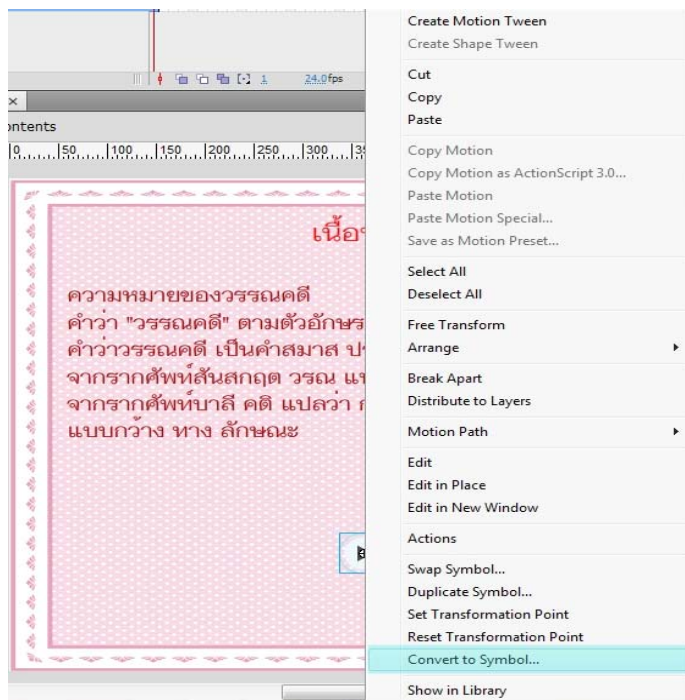 1 24.0fps
ontents
0 50 100 150 200 250 300 35
เนื้อ
ความหมายของวรรณคดี
คำว่า "วรรณคดี" ตามตัวอักษร
คำว่าวรรณคดี เป็นคำสมาส ป
จากรากศัพท์สันสกฤต วรณ แ
จากรากศัพท์บาลี คติ แปลว่า
แบบกว้าง ทาง ลักษณะ
Create Motion Tween
Create Shape Tween
Cut
Copy
Paste
Copy Motion
Copy Motion as ActionScript 3.0...
Paste Motion
Paste Motion Special...
Save as Motion Preset...
Select All
Deselect All
Free Transform
Arrange
Break Apart
Distribute to Layers
Motion Path
Edit
Edit in Place
Edit in New Window
Actions
Swap Symbol...
Duplicate Symbol...
Set Transformation Point
Reset Transformation Point
Convert to Symbol...
Show in Library